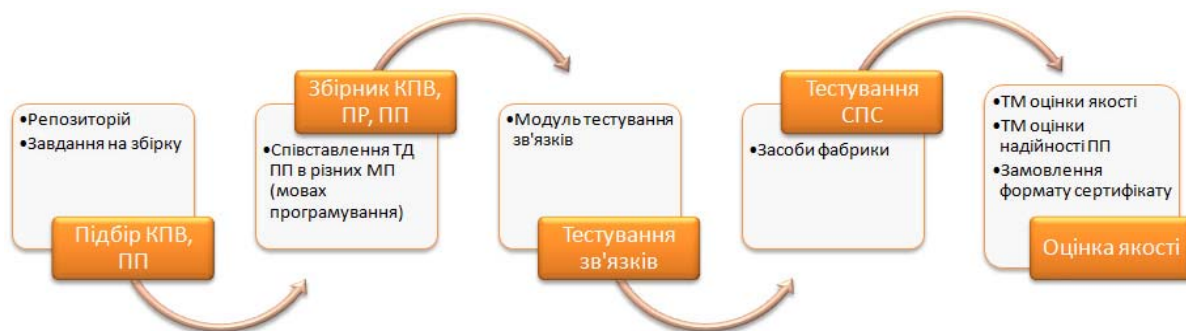 •Репозиторій
•Завдання на збірку
Підбір КПВ,
ПП
Збірник КПВ,
ПР, ПП
•Співставлення ТД
ПП в різних МП
(мовах
програмування)
•Модуль тестування
зв'язків
Тестування
зв'язків
Тестування
СПС
•Засоби фабрики
•ТМ оцінки якості
•ТМ оцінки
надійності ПП
•Замовлення
формату сертифікату
Оцінка якості